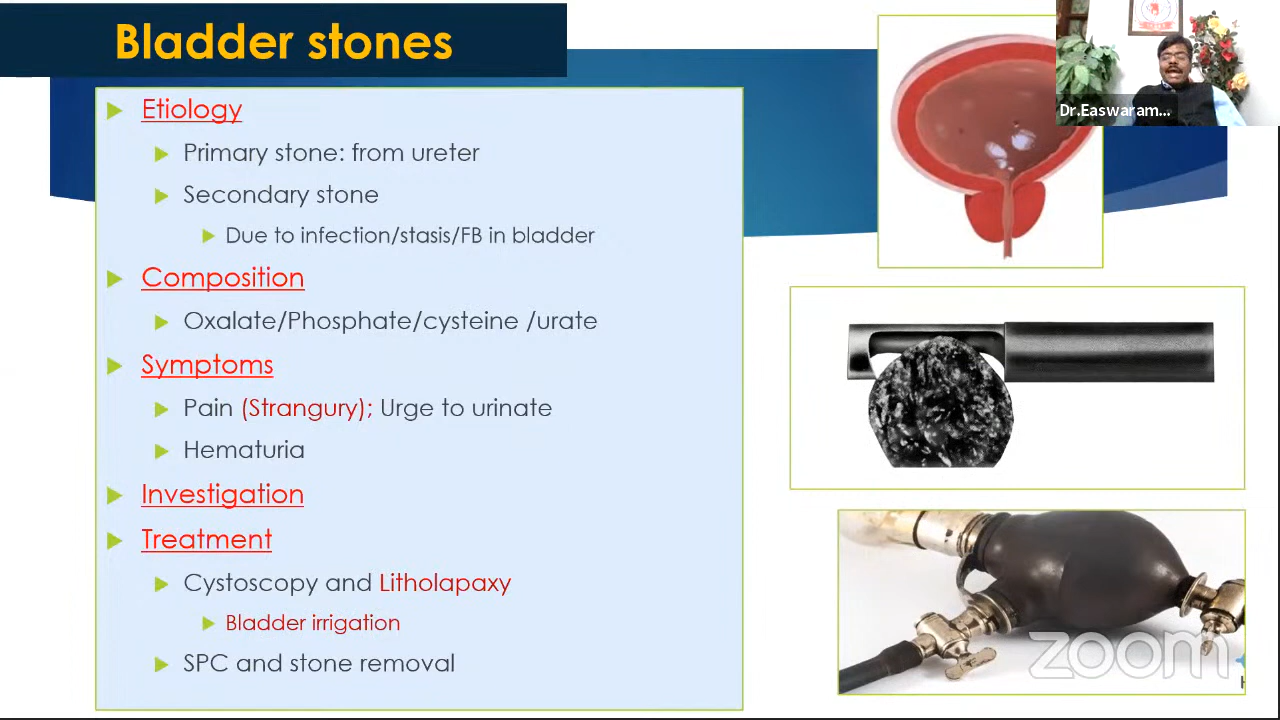 Bladder stones
Etiology
Primary stone: from ureter
Secondary stone
Due to infection/stasis/FB in bladder
Composition
Oxalate/Phosphate/cysteine /urate
Symptoms
Pain (Strangury); Urge to urinate
Hematuria
Investigation
Treatment
Cystoscopy and Litholapaxy
Bladder irrigation
SPC and stone removal
Dr.Easwaram...
zoom